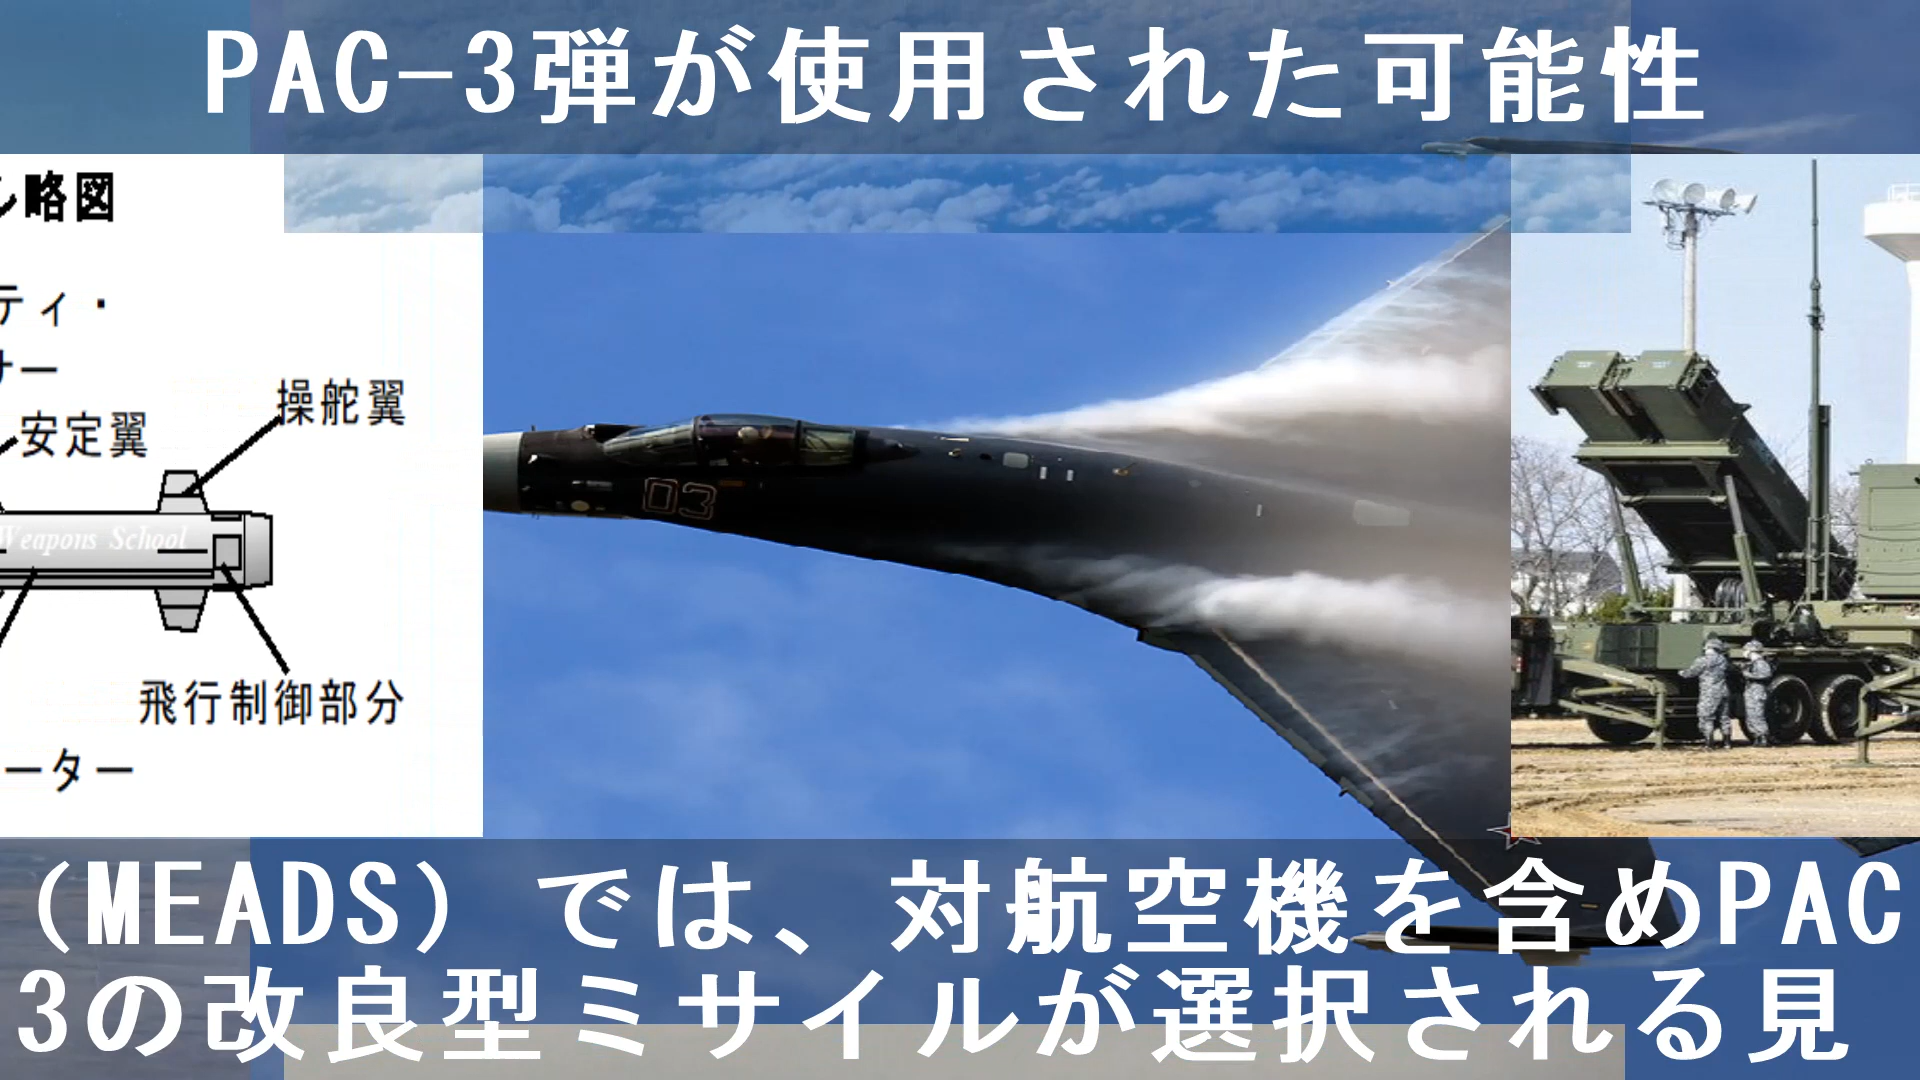 PAC-3弾が使用された可能性
ル略図
ティ・
サー
安定翼
操舵翼
Weapons School
03
飛行制御部分
ーター
(MEADS)では、対航空機を含めPAC
3の改良型ミサイルが選択される見